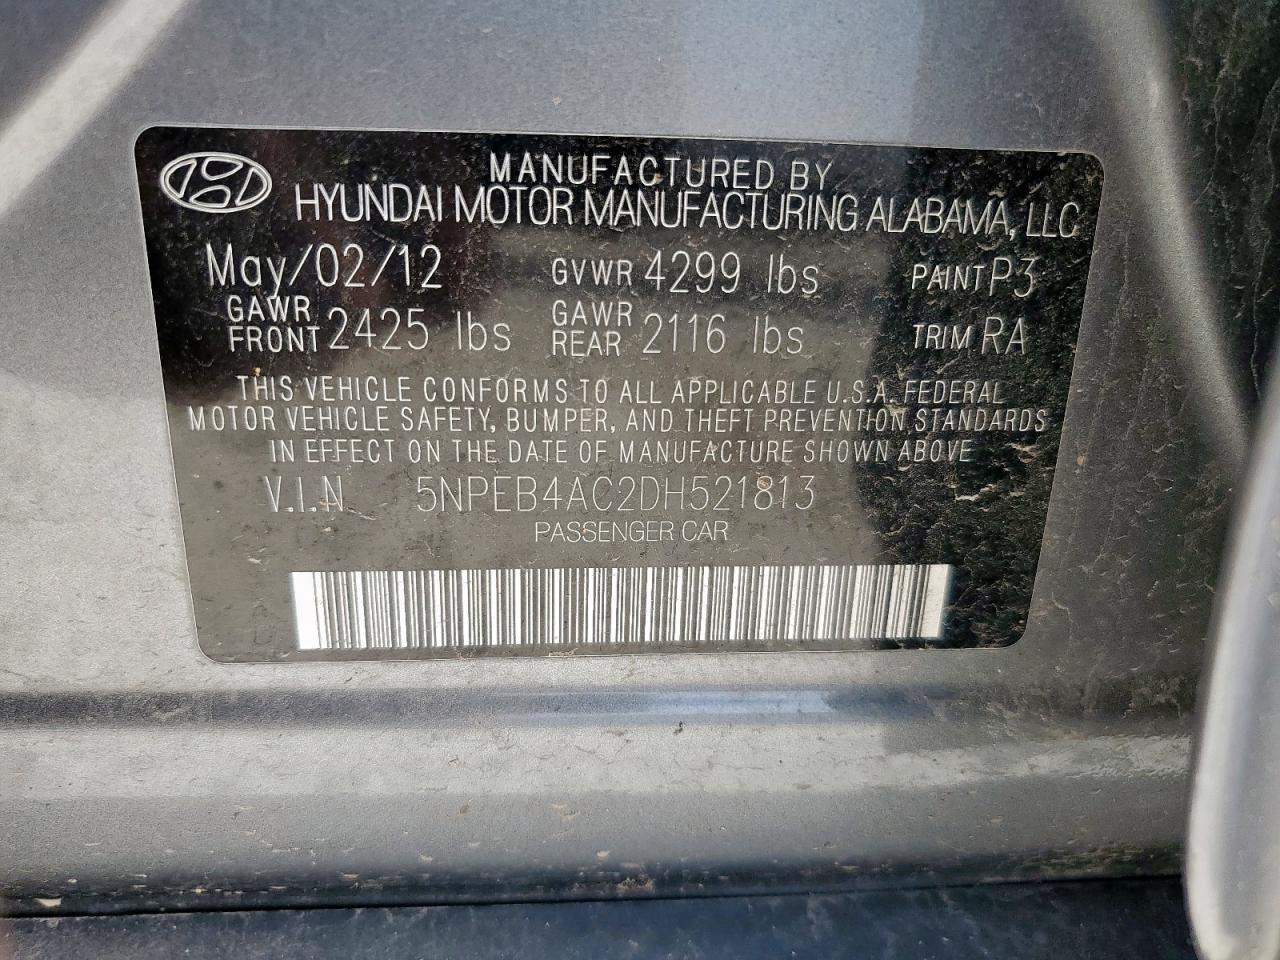 MANUFACTURED BY
HYUNDAI MOTOR MANUFACTURING ALABAMA, LLC
May/02/12 GVWR 4299 lbs PAINT P3
GAWR FRONT 2425 lbs GAWR REAR 2116 lbs TRIM RA
THIS VEHICLE CONFORMS TO ALL APPLICABLE U.S.A. FEDERAL
MOTOR VEHICLE SAFETY, BUMPER, AND THEFT PREVENTION STANDARDS
IN EFFECT ON THE DATE OF MANUFACTURE SHOWN ABOVE
V.I.N 5NPEB4AC2DH521813
PASSENGER CAR